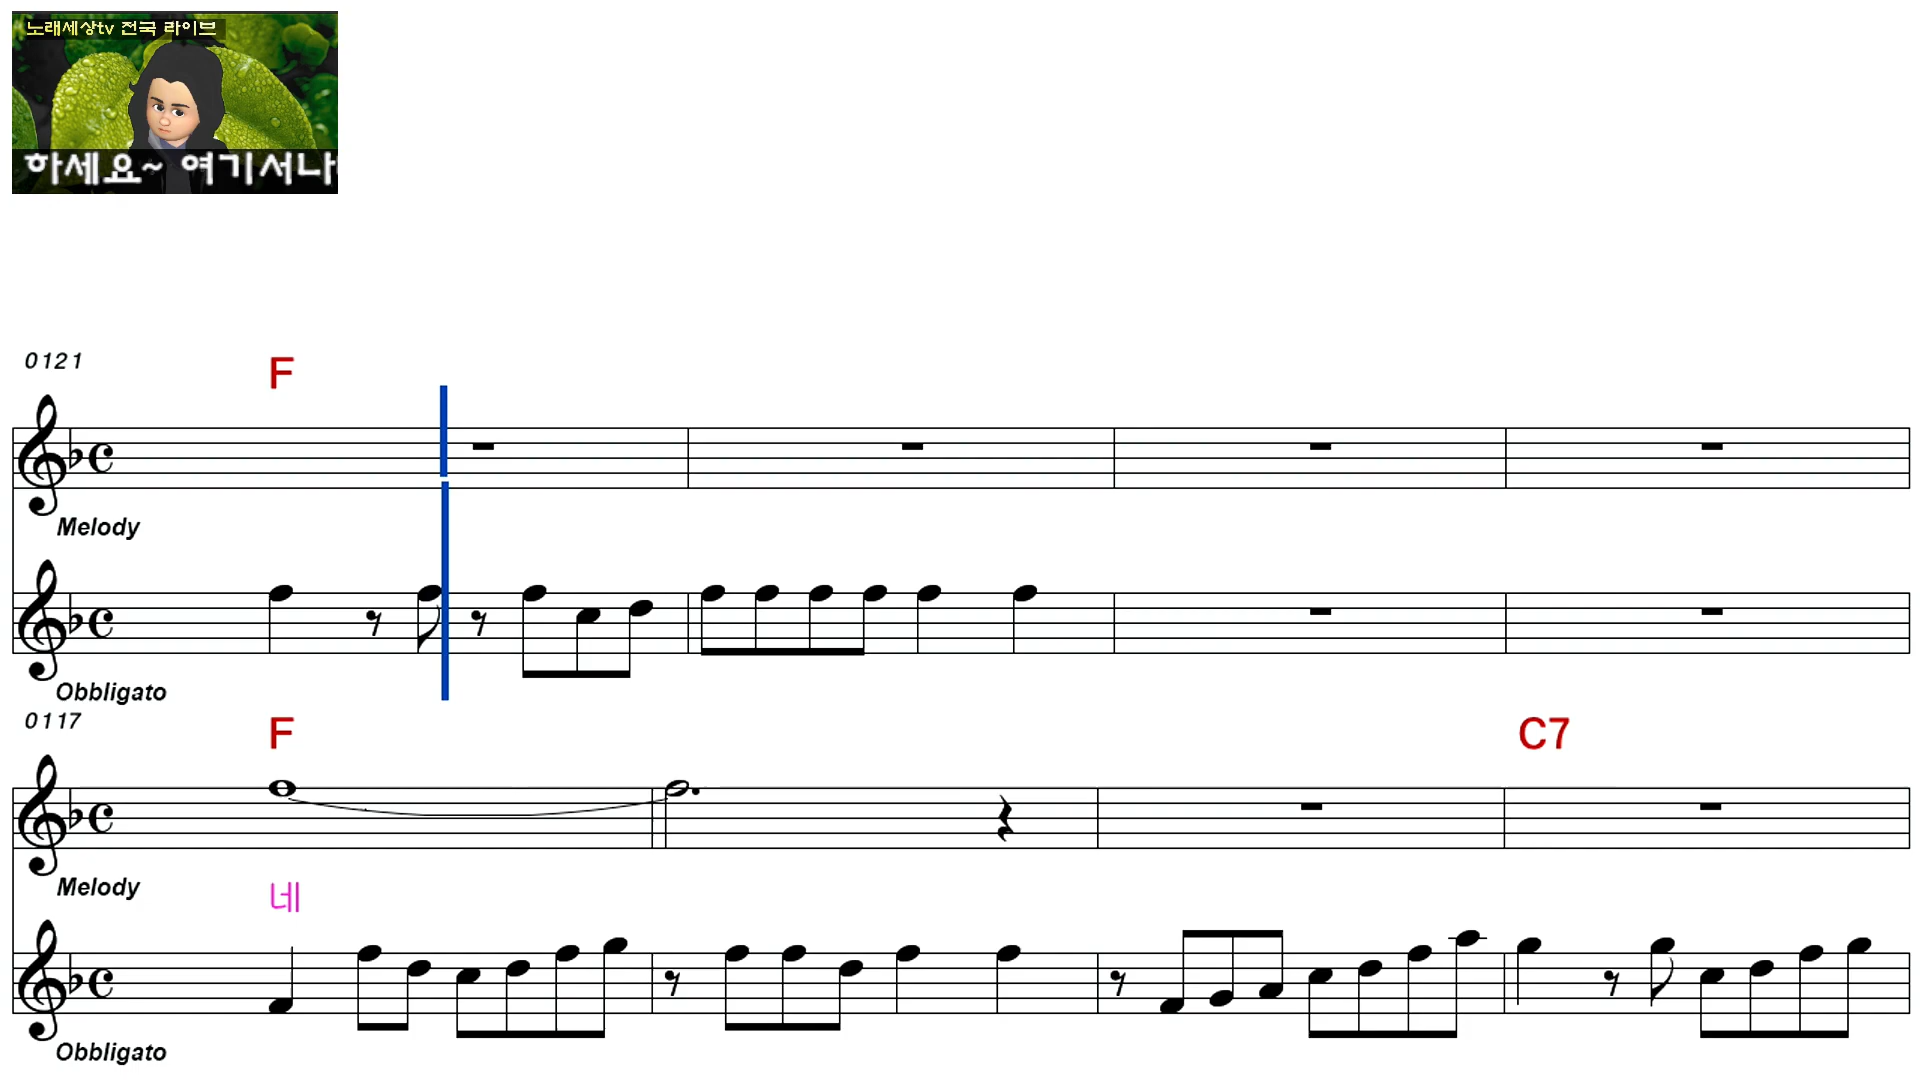 노래세상tv 전국 라이브
하세요~ 여기서나
0121
F
Melody
Obbligato
0117
F C7
Melody
네
Obbligato